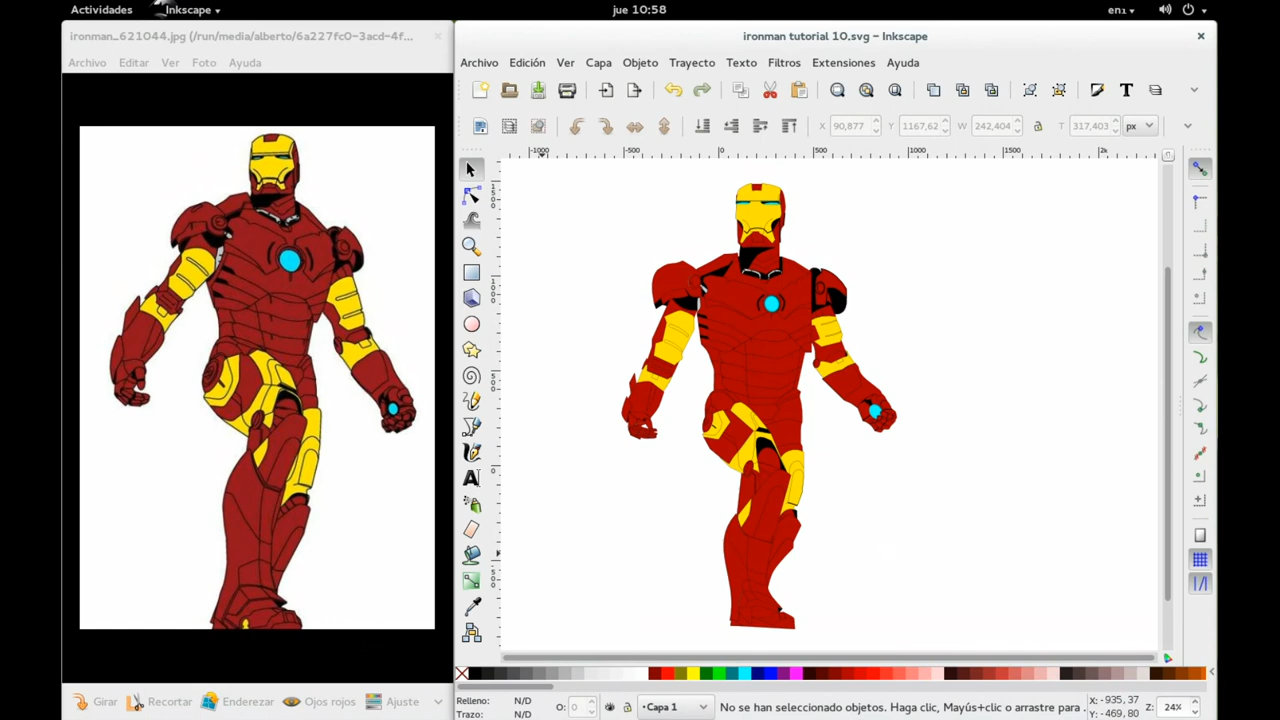 Actividades
Inkscape
jue 10:58
en₁
ironman_621044.jpg (/run/media/alberto/6a227fc0-3acd-4f...
ironman tutorial 10.svg – Inkscape
Archivo Editar Ver Foto Ayuda
Archivo Edición Ver Capa Objeto Trayecto Texto Filtros Extensiones Ayuda
X 90,877 Y 1167,62 W 242,404 T 317,403 px
-1000 -500 0 500 1000 1500 2k
Girar Recortar Enderezar Ojos rojos Ajuste
Relleno: N/D
Trazo: N/D
O: 0
•Capa 1
No se han seleccionado objetos. Haga clic, Mayús+clic o arrastre para .
X: -935,37
Y: -469,80
Z: 24%